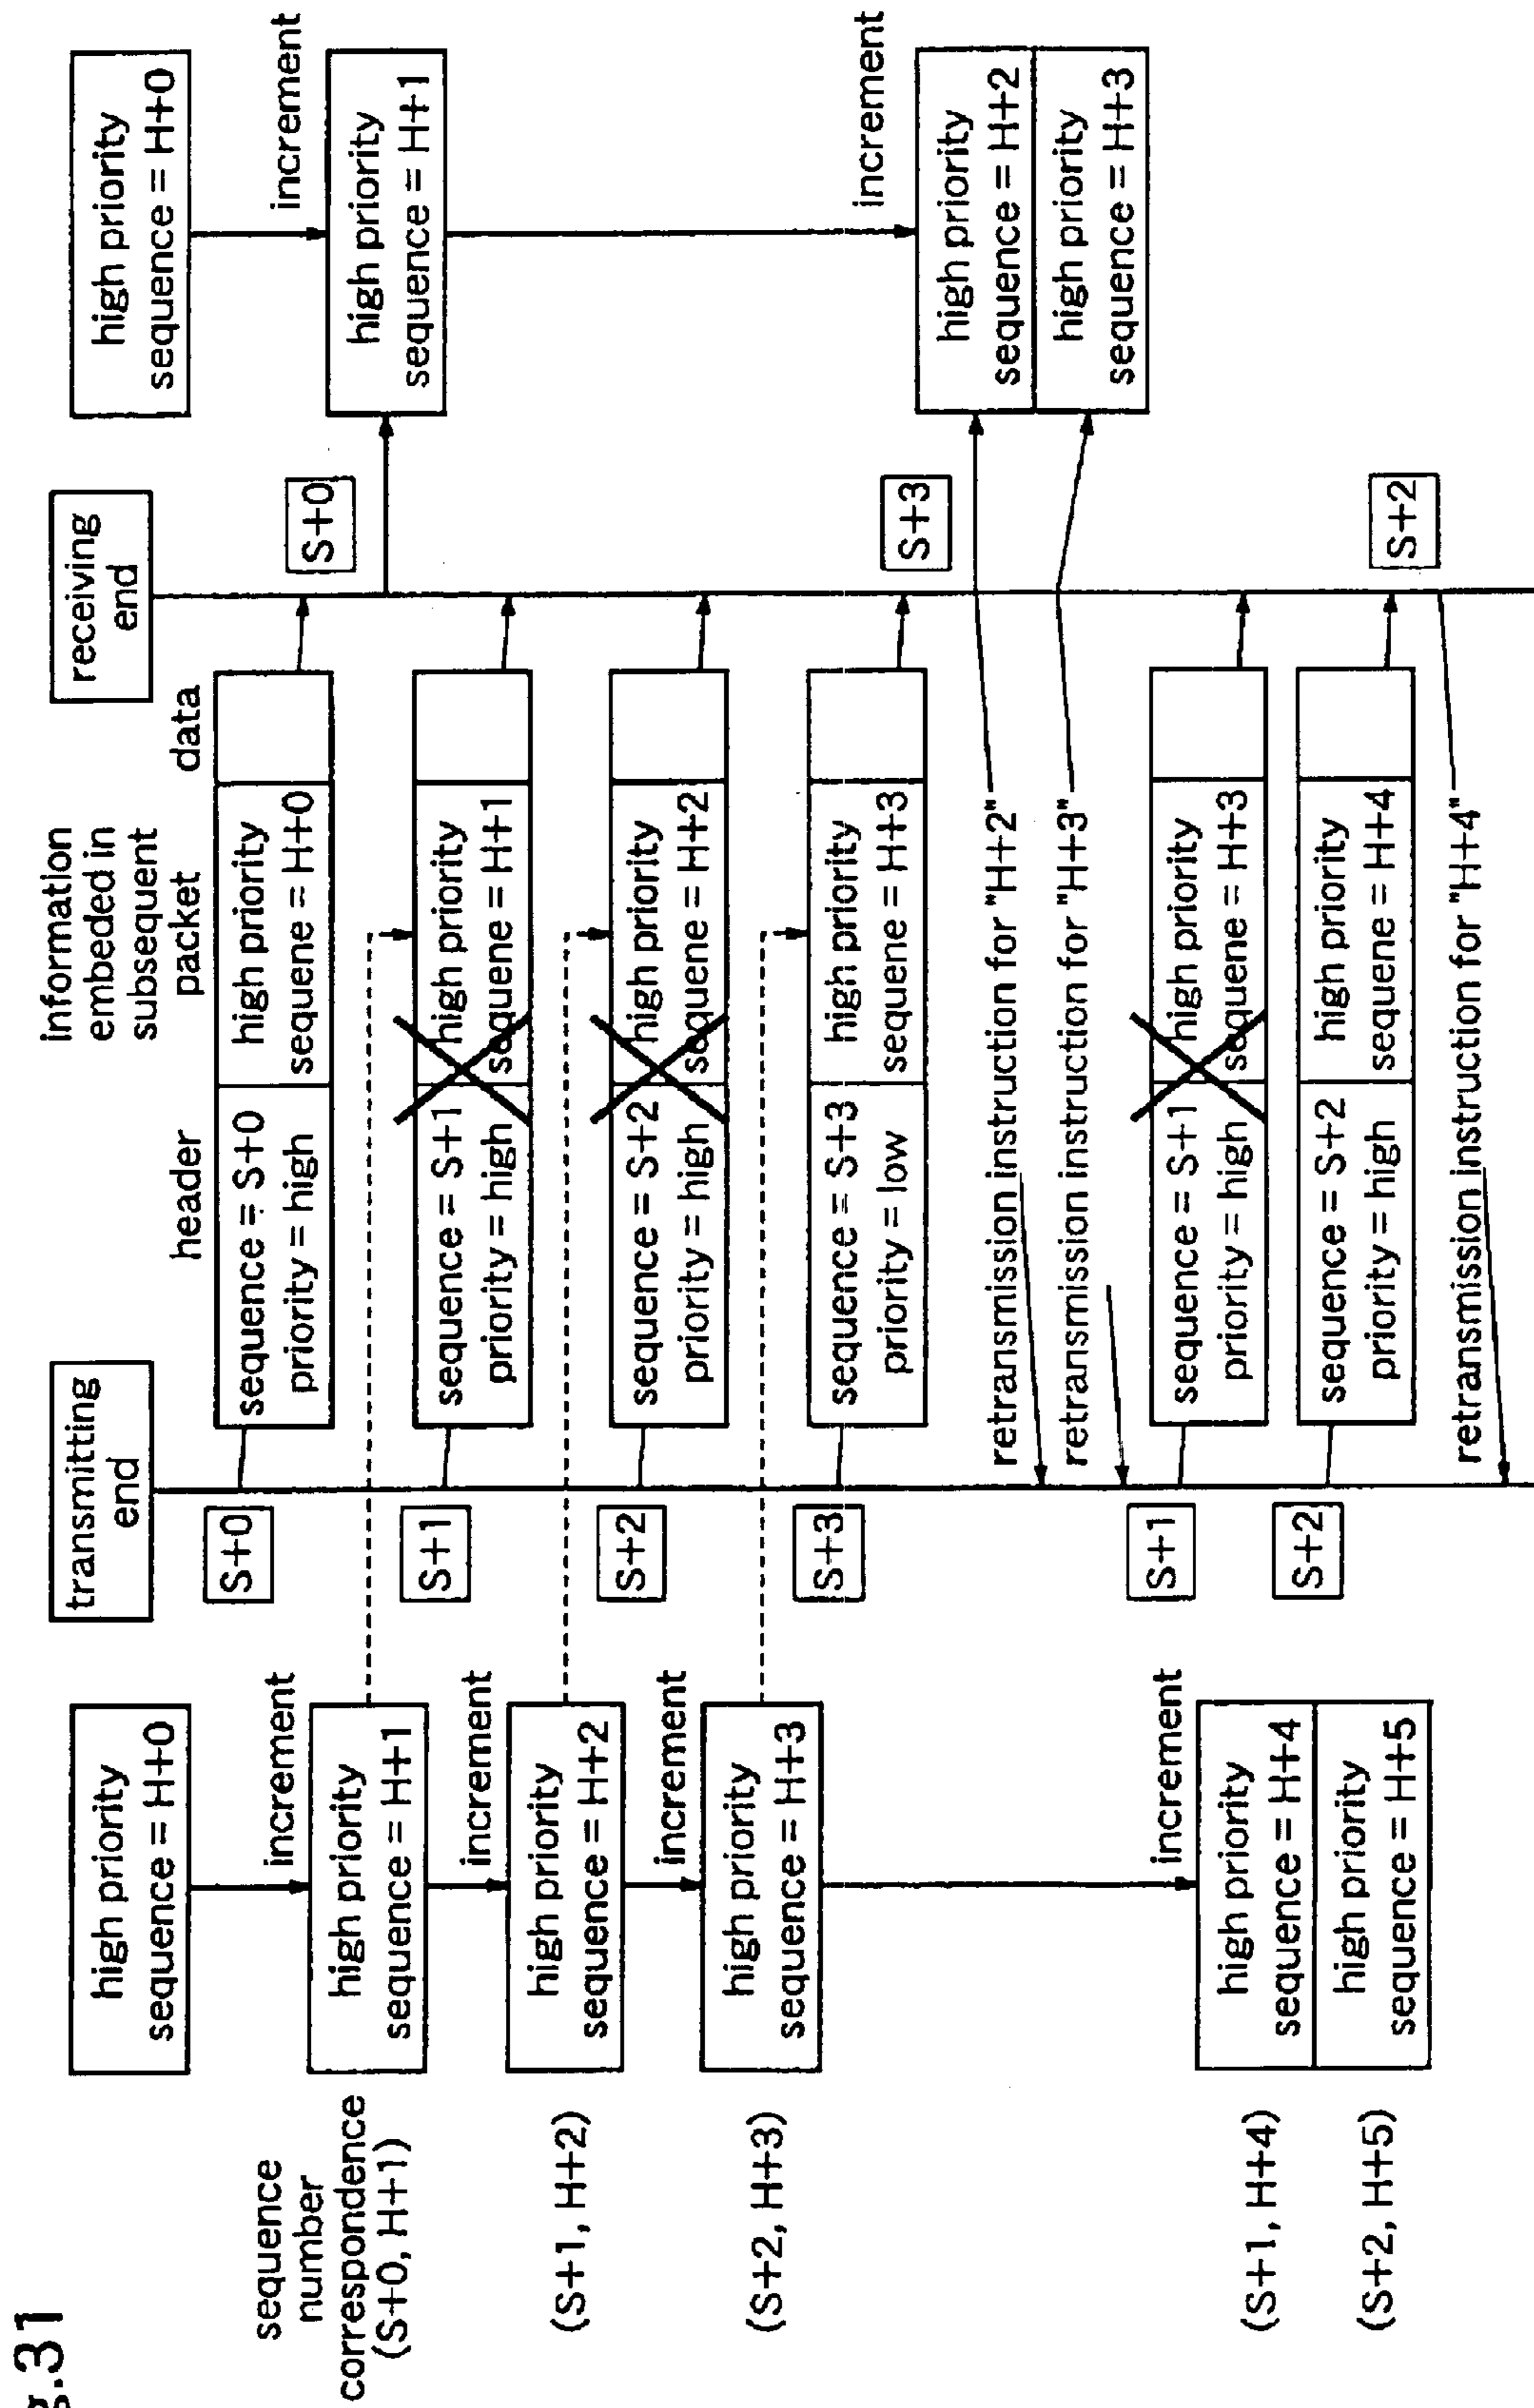 g.31
transmitting
end
receiving
end
header
information
embeded in
subsequent
packet
data
high priority
sequence = H+0
high priority
sequence = H+0
S+0
sequence = S+0
priority = high
high priority
sequene = H+0
S+0
sequence
number
correspondence
(S+0, H+1)
increment
high priority
sequence = H+1
increment
high priority
sequence = H+1
S+1
sequence = S+1
priority = high
high priority
sequene = H+1
(S+1, H+2)
increment
high priority
sequence = H+2
S+2
sequence = S+2
priority = high
high priority
sequene = H+2
(S+2, H+3)
increment
high priority
sequence = H+3
S+3
sequence = S+3
priority = low
high priority
sequene = H+3
S+3
increment
high priority
sequence = H+2
high priority
sequence = H+3
retransmission instruction for "H+2"
retransmission instruction for "H+3"
S+1
sequence = S+1
priority = high
high priority
sequene = H+3
(S+1, H+4)
(S+2, H+5)
increment
high priority
sequence = H+4
high priority
sequence = H+5
S+2
sequence = S+2
priority = high
high priority
sequene = H+4
S+2
retransmission instruction for "H+4"